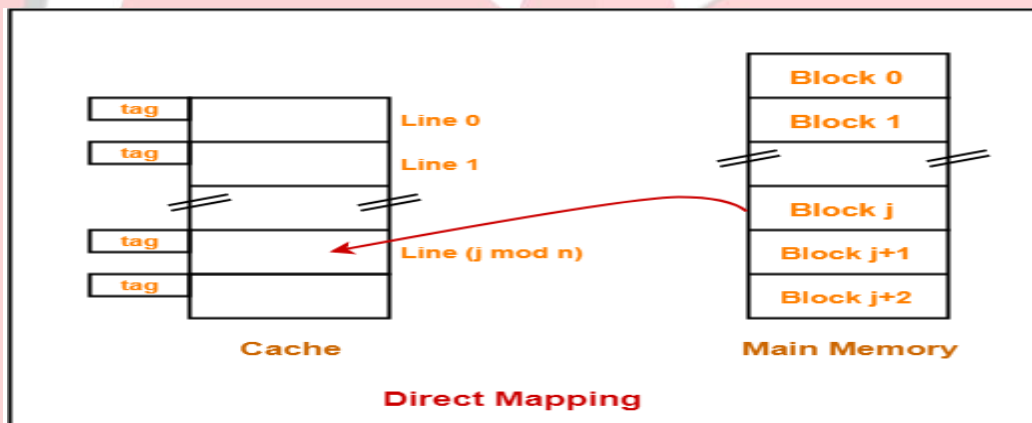 Block 0
tag
Line 0
Block 1
tag
Line 1
Block j
tag
Line (j mod n)
Block j+1
tag
Block j+2
Cache
Main Memory
Direct Mapping